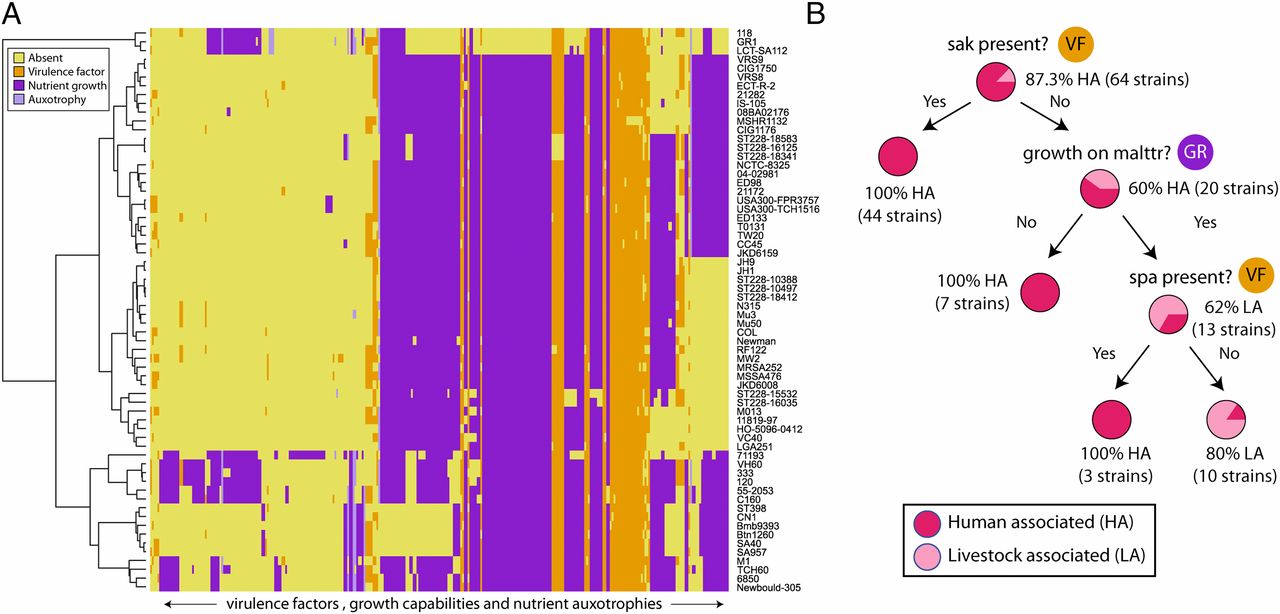 A
Absent
Virulence factor
Nutrient growth
Auxotrophy
118
GR1
LCT-SA112
VRS9
CIG1750
VRS8
ECT-R-2
21282
IS-105
08BA02176
MSHR1132
CIG1176
ST228-18583
ST228-16125
ST228-18341
NCTC-8325
04-02981
ED98
21172
USA300-FPR3757
USA300-TCH1516
ED133
T0131
TW20
CC45
JKD6159
JH9
JH1
ST228-10388
ST228-10497
ST228-18412
N315
Mu3
Mu50
COL
Newman
RF122
MW2
MRSA252
MSSA476
JKD6008
ST228-15532
ST228-16035
M013
11819-97
HO-5096-0412
VC40
LGA251
71193
VH60
333
120
55-2053
C160
ST398
CN1
Bmb9393
Btn1260
SA40
SA957
M1
TCH60
6850
Newbould-305
virulence factors , growth capabilities and nutrient auxotrophies
B
sak present? VF
87.3% HA (64 strains)
Yes No
100% HA
(44 strains)
growth on malttr? GR
60% HA (20 strains)
No Yes
100% HA
(7 strains)
spa present? VF
62% LA
(13 strains)
Yes No
100% HA
(3 strains)
80% LA
(10 strains)
Human associated (HA)
Livestock associated (LA)